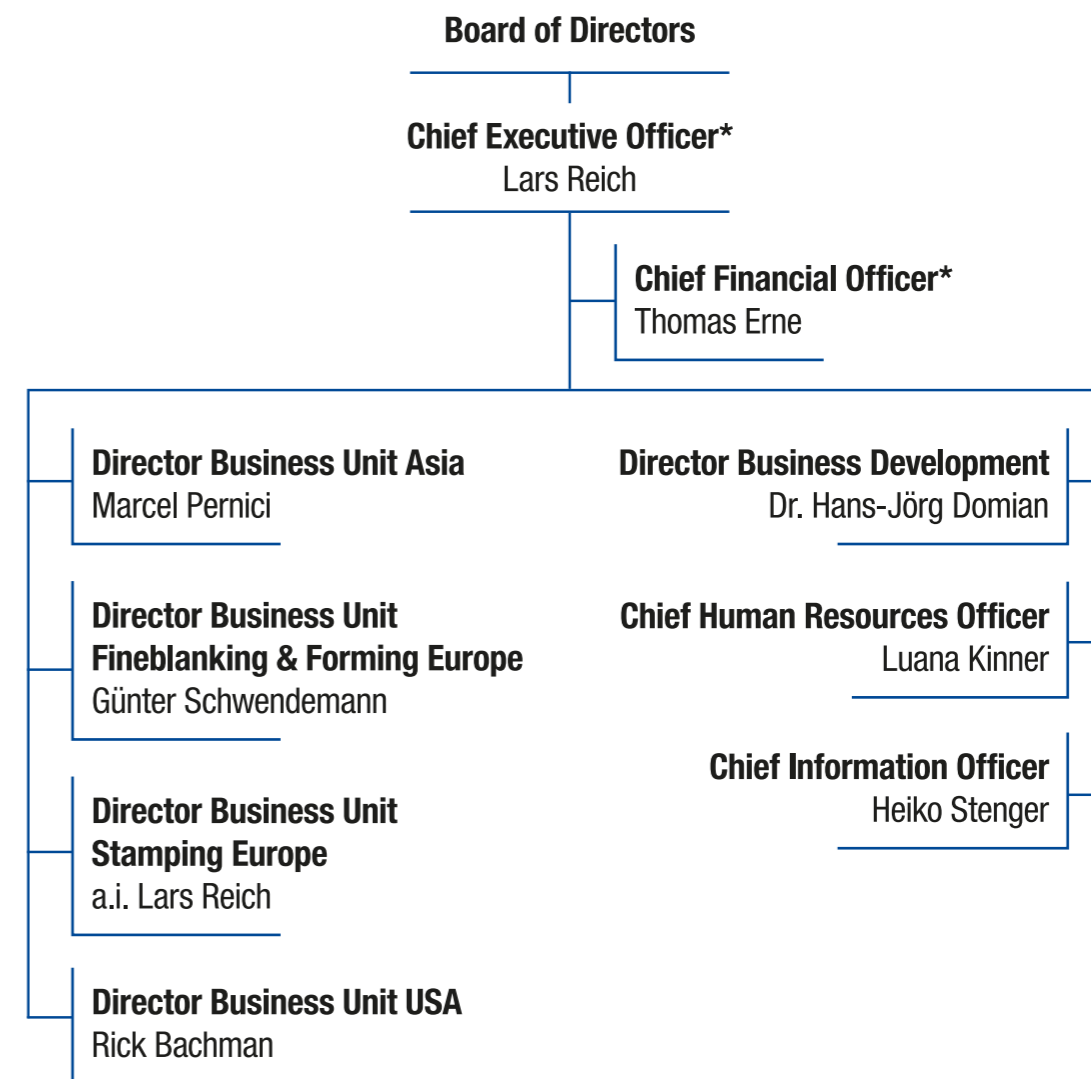 Board of Directors
Chief Executive Officer*
Lars Reich
Chief Financial Officer*
Thomas Erne
Director Business Unit Asia
Marcel Pernici
Director Business Unit
Fineblanking & Forming Europe
Günter Schwendemann
Director Business Unit
Stamping Europe
a.i. Lars Reich
Director Business Unit USA
Rick Bachman
Director Business Development
Dr. Hans-Jörg Domian
Chief Human Resources Officer
Luana Kinner
Chief Information Officer
Heiko Stenger